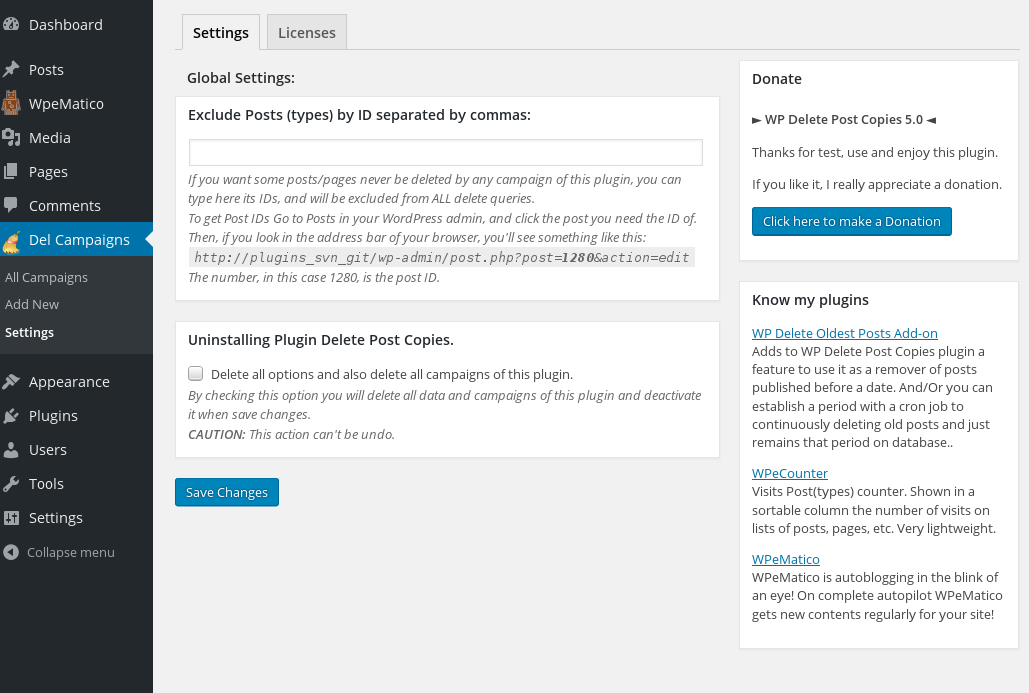 Dashboard
Posts
WpeMatico
Media
Pages
Comments
Del Campaigns
All Campaigns
Add New
Settings
Appearance
Plugins
Users
Tools
Settings
Collapse menu
Settings
Licenses
Global Settings:
Exclude Posts (types) by ID separated by commas:
If you want some posts/pages never be deleted by any campaign of this plugin, you can
type here its IDs, and will be excluded from ALL delete queries.
To get Post IDs Go to Posts in your WordPress admin, and click the post you need the ID of.
Then, if you look in the address bar of your browser, you'll see something like this:
http://plugins_svn_git/wp-admin/post.php?post=1280&action=edit
The number, in this case 1280, is the post ID.
Uninstalling Plugin Delete Post Copies.
Delete all options and also delete all campaigns of this plugin.
By checking this option you will delete all data and campaigns of this plugin and deactivate
it when save changes.
CAUTION: This action can't be undo.
Save Changes
Donate
► WP Delete Post Copies 5.0 ◄
Thanks for test, use and enjoy this plugin.
If you like it, I really appreciate a donation.
Click here to make a Donation
Know my plugins
WP Delete Oldest Posts Add-on
Adds to WP Delete Post Copies plugin a
feature to use it as a remover of posts
published before a date. And/Or you can
establish a period with a cron job to
continuously deleting old posts and just
remains that period on database..
WPeCounter
Visits Post(types) counter. Shown in a
sortable column the number of visits on
lists of posts, pages, etc. Very lightweight.
WPeMatico
WPeMatico is autoblogging in the blink of
an eye! On complete autopilot WPeMatico
gets new contents regularly for your site!